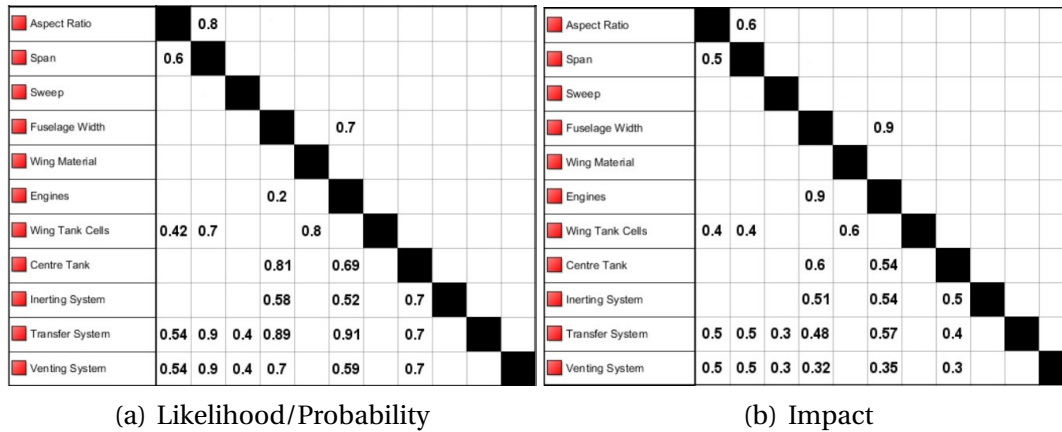 Aspect Ratio 0.8
Span 0.6
Sweep
Fuselage Width 0.7
Wing Material
Engines 0.2
Wing Tank Cells 0.42 0.7 0.8
Centre Tank 0.81 0.69
Inerting System 0.58 0.52 0.7
Transfer System 0.54 0.9 0.4 0.89 0.91 0.7
Venting System 0.54 0.9 0.4 0.7 0.59 0.7
(a) Likelihood/Probability
Aspect Ratio 0.6
Span 0.5
Sweep
Fuselage Width 0.9
Wing Material
Engines 0.9
Wing Tank Cells 0.4 0.4 0.6
Centre Tank 0.6 0.54
Inerting System 0.51 0.54 0.5
Transfer System 0.5 0.5 0.3 0.48 0.57 0.4
Venting System 0.5 0.5 0.3 0.32 0.35 0.3
(b) Impact